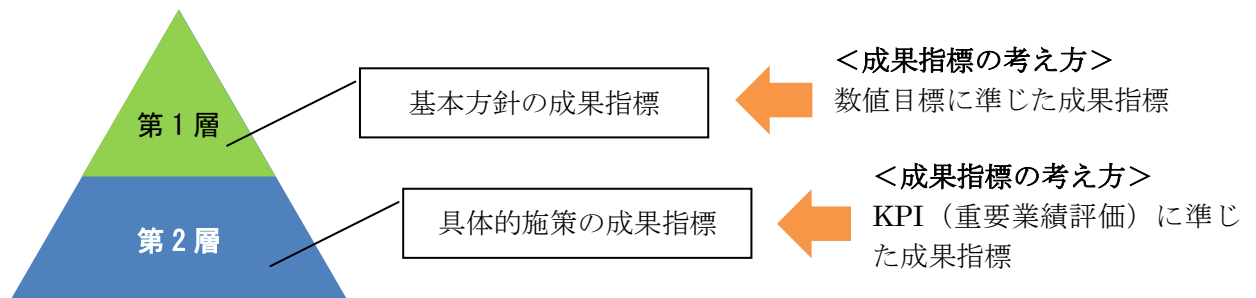 第１層
基本方針の成果指標
＜成果指標の考え方＞
数値目標に準じた成果指標
第２層
具体的施策の成果指標
＜成果指標の考え方＞
KPI（重要業績評価）に準じ
た成果指標